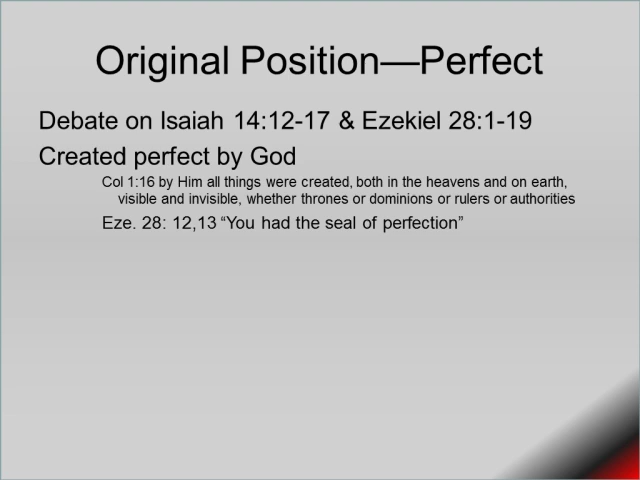 Original Position—Perfect
Debate on Isaiah 14:12-17 & Ezekiel 28:1-19
Created perfect by God
Col 1:16 by Him all things were created, both in the heavens and on earth,
visible and invisible, whether thrones or dominions or rulers or authorities
Eze. 28: 12,13 “You had the seal of perfection”